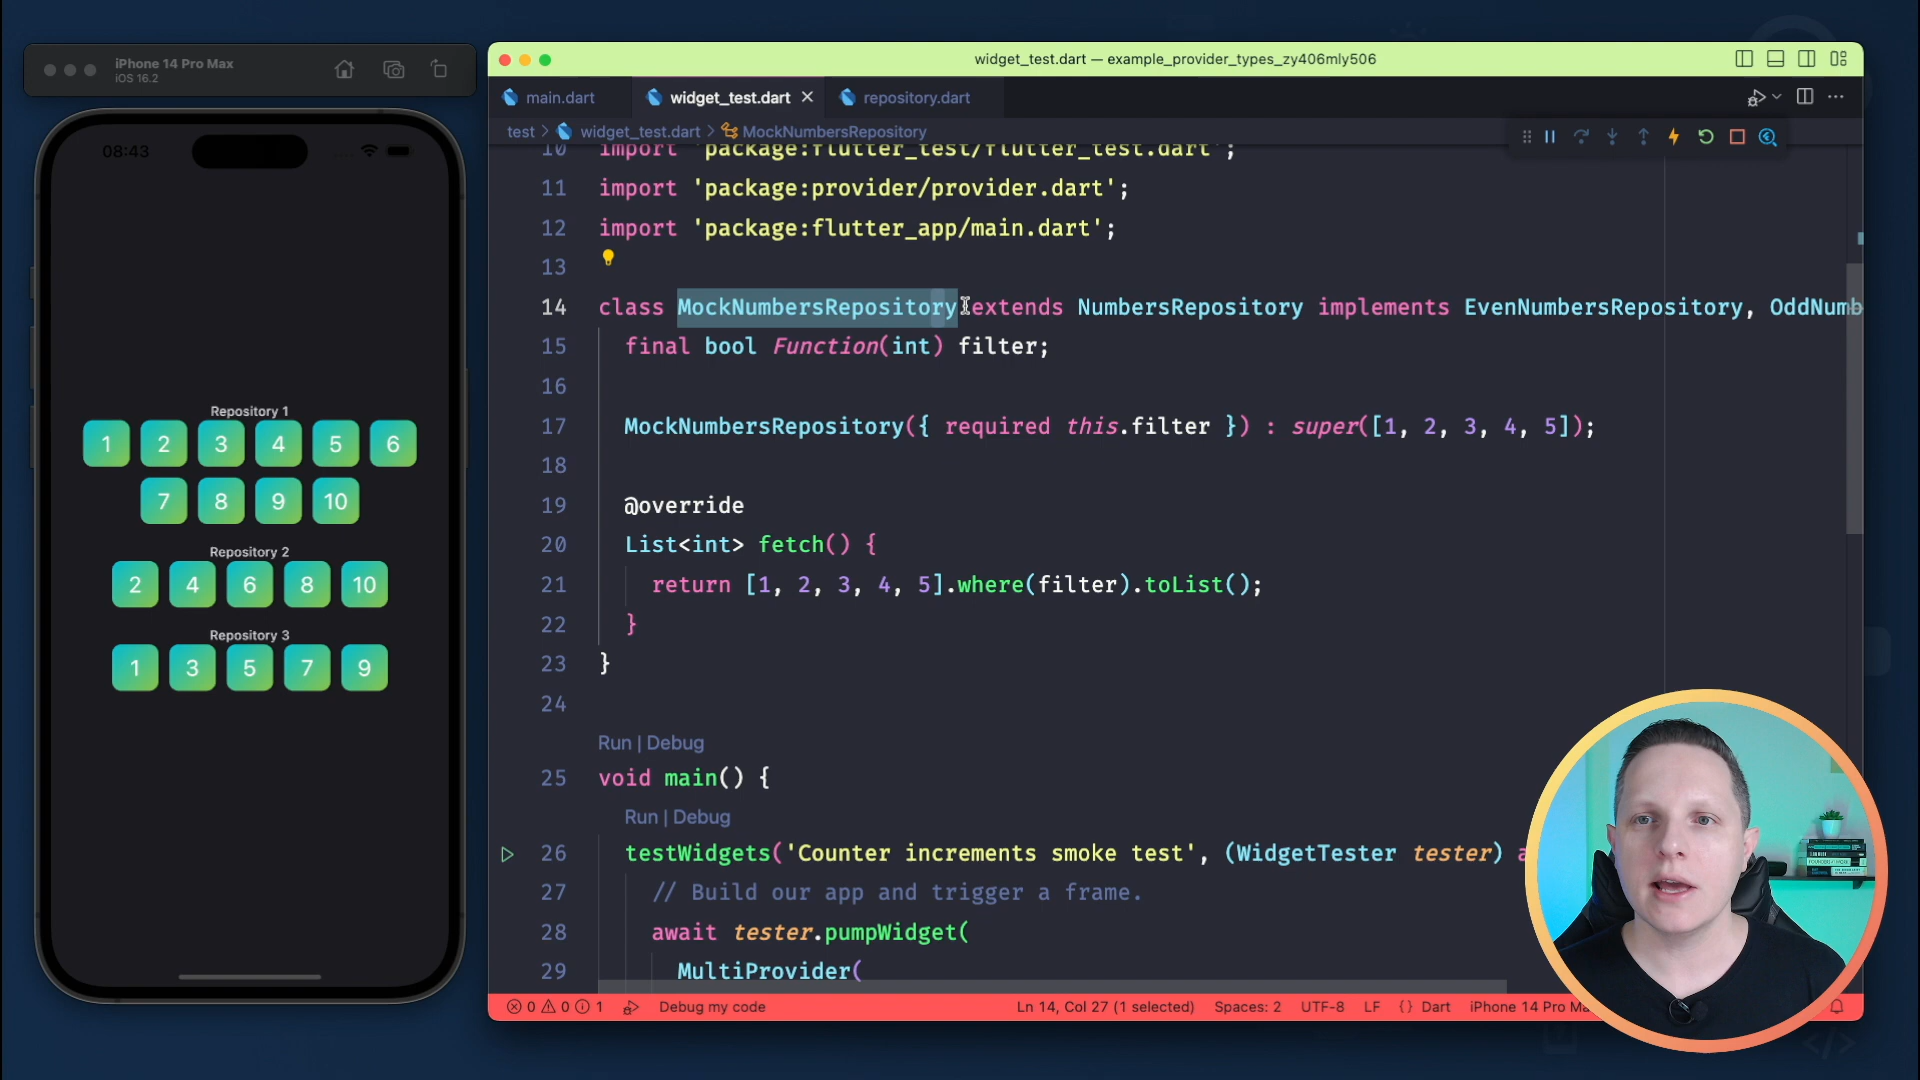 iPhone 14 Pro Max
iOS 16.2
08:43
Repository 1
1 2 3 4 5 6
7 8 9 10
Repository 2
2 4 6 8 10
Repository 3
1 3 5 7 9
widget_test.dart — example_provider_types_zy406mly506
main.dart
widget_test.dart
repository.dart
test > widget_test.dart > MockNumbersRepository
10 import 'package:flutter_test/flutter_test.dart';
11 import 'package:provider/provider.dart';
12 import 'package:flutter_app/main.dart';
13
14 class MockNumbersRepository extends NumbersRepository implements EvenNumbersRepository, OddNumb
15 final bool Function(int) filter;
16
17 MockNumbersRepository({ required this.filter }) : super([1, 2, 3, 4, 5]);
18
19 @override
20 List<int> fetch() {
21 return [1, 2, 3, 4, 5].where(filter).toList();
22 }
23 }
24
Run | Debug
25 void main() {
Run | Debug
26 testWidgets('Counter increments smoke test', (WidgetTester tester) a
27 // Build our app and trigger a frame.
28 await tester.pumpWidget(
29 MultiProvider(
0 0 1 Debug my code Ln 14, Col 27 (1 selected) Spaces: 2 UTF-8 LF {} Dart iPhone 14 Pro Ma